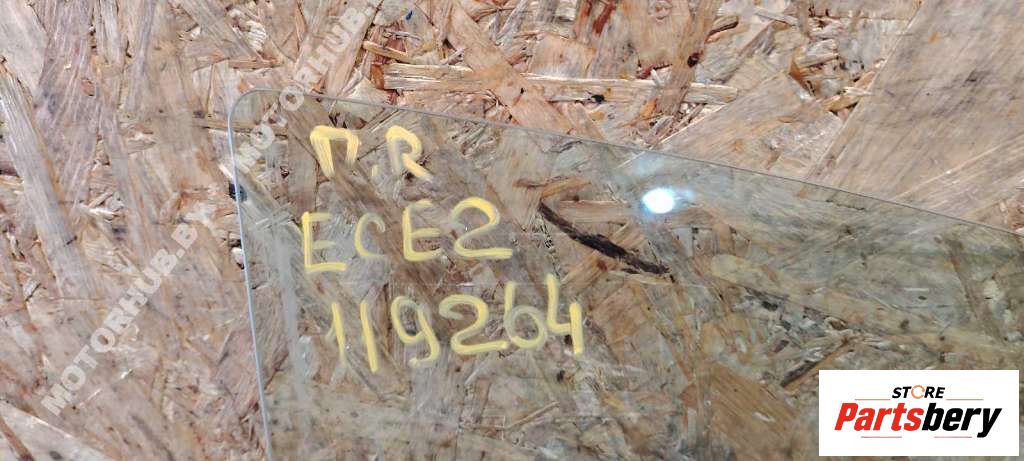 П.R
ECE2
119264
MOTORHUB.BY
MOTORHUB.BY
STORE
Partsbery